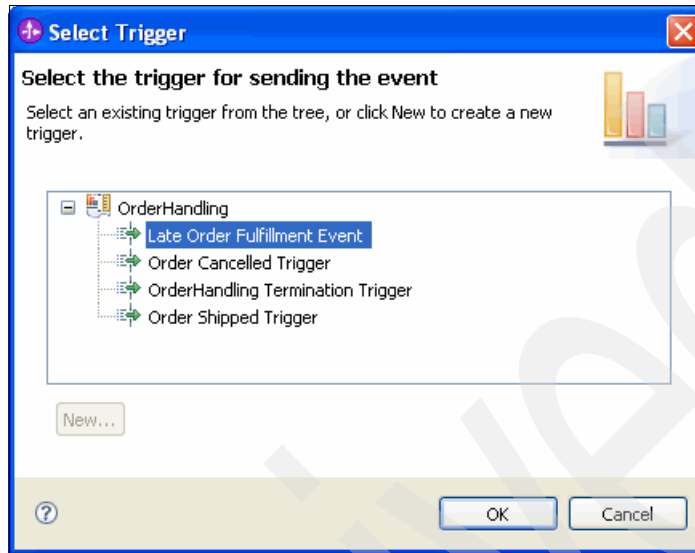 Select Trigger
Select the trigger for sending the event
Select an existing trigger from the tree, or click New to create a new
trigger.
OrderHandling
Late Order Fulfillment Event
Order Cancelled Trigger
OrderHandling Termination Trigger
Order Shipped Trigger
New...
OK Cancel